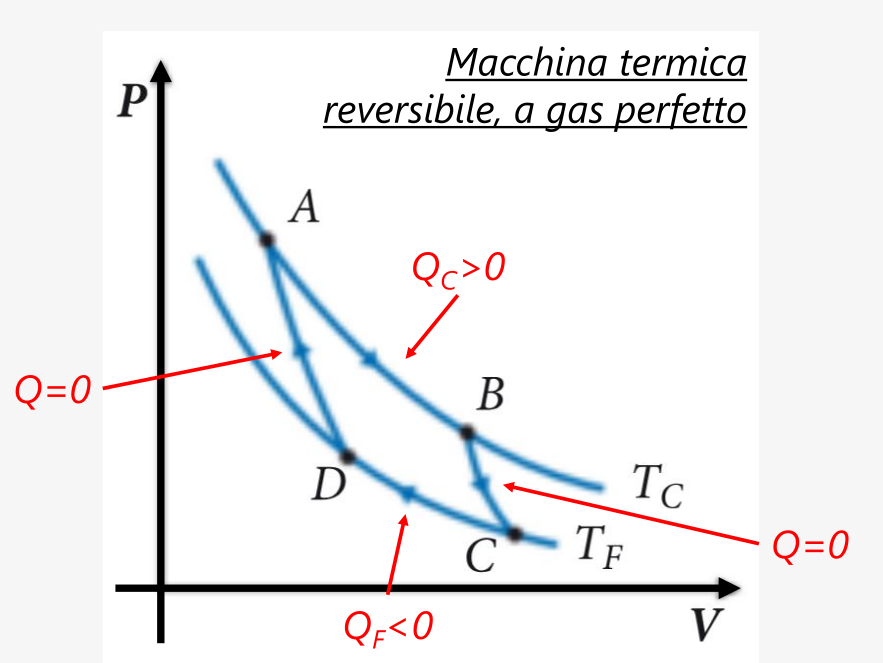 Macchina termica
reversibile, a gas perfetto
P
A
Q_C>0
Q=0
B
D
T_C
C
T_F
Q=0
Q_F<0
V